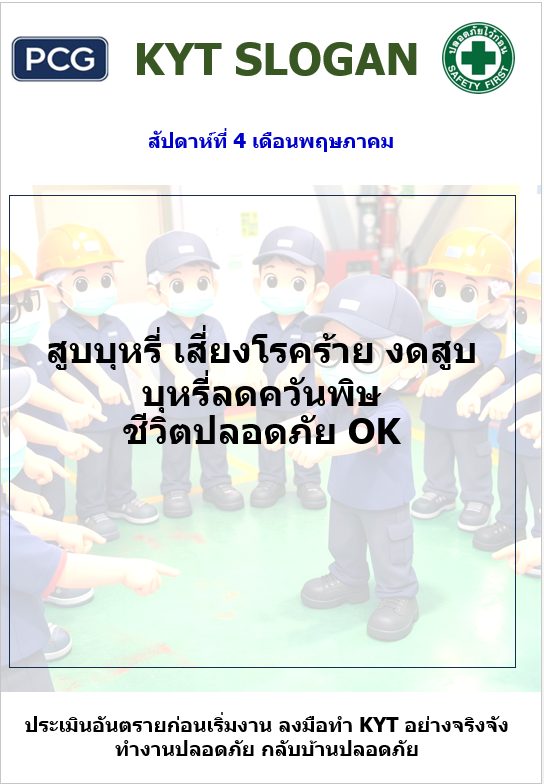 PCG
KYT SLOGAN
ปลอดภัยไว้ก่อน
SAFETY FIRST
สัปดาห์ที่ 4 เดือนพฤษภาคม
สูบบุหรี่ เสี่ยงโรคร้าย งดสูบ
บุหรี่ลดควันพิษ
ชีวิตปลอดภัย OK
ประเมินอันตรายก่อนเริ่มงาน ลงมือทำ KYT อย่างจริงจัง
ทำงานปลอดภัย กลับบ้านปลอดภัย